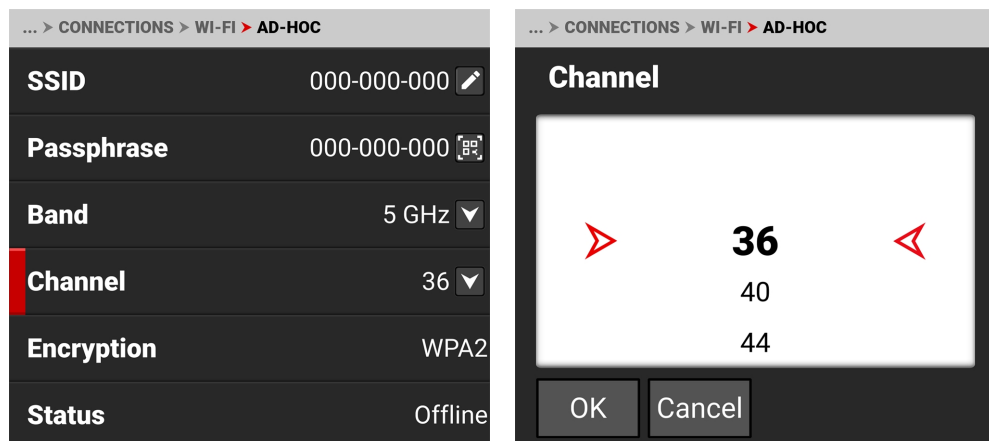 ... CONNECTIONS WI-FI AD-HOC
SSID 000-000-000
Passphrase 000-000-000
Band 5 GHz
Channel 36
Encryption WPA2
Status Offline
... CONNECTIONS WI-FI AD-HOC
Channel
36
40
44
OK Cancel